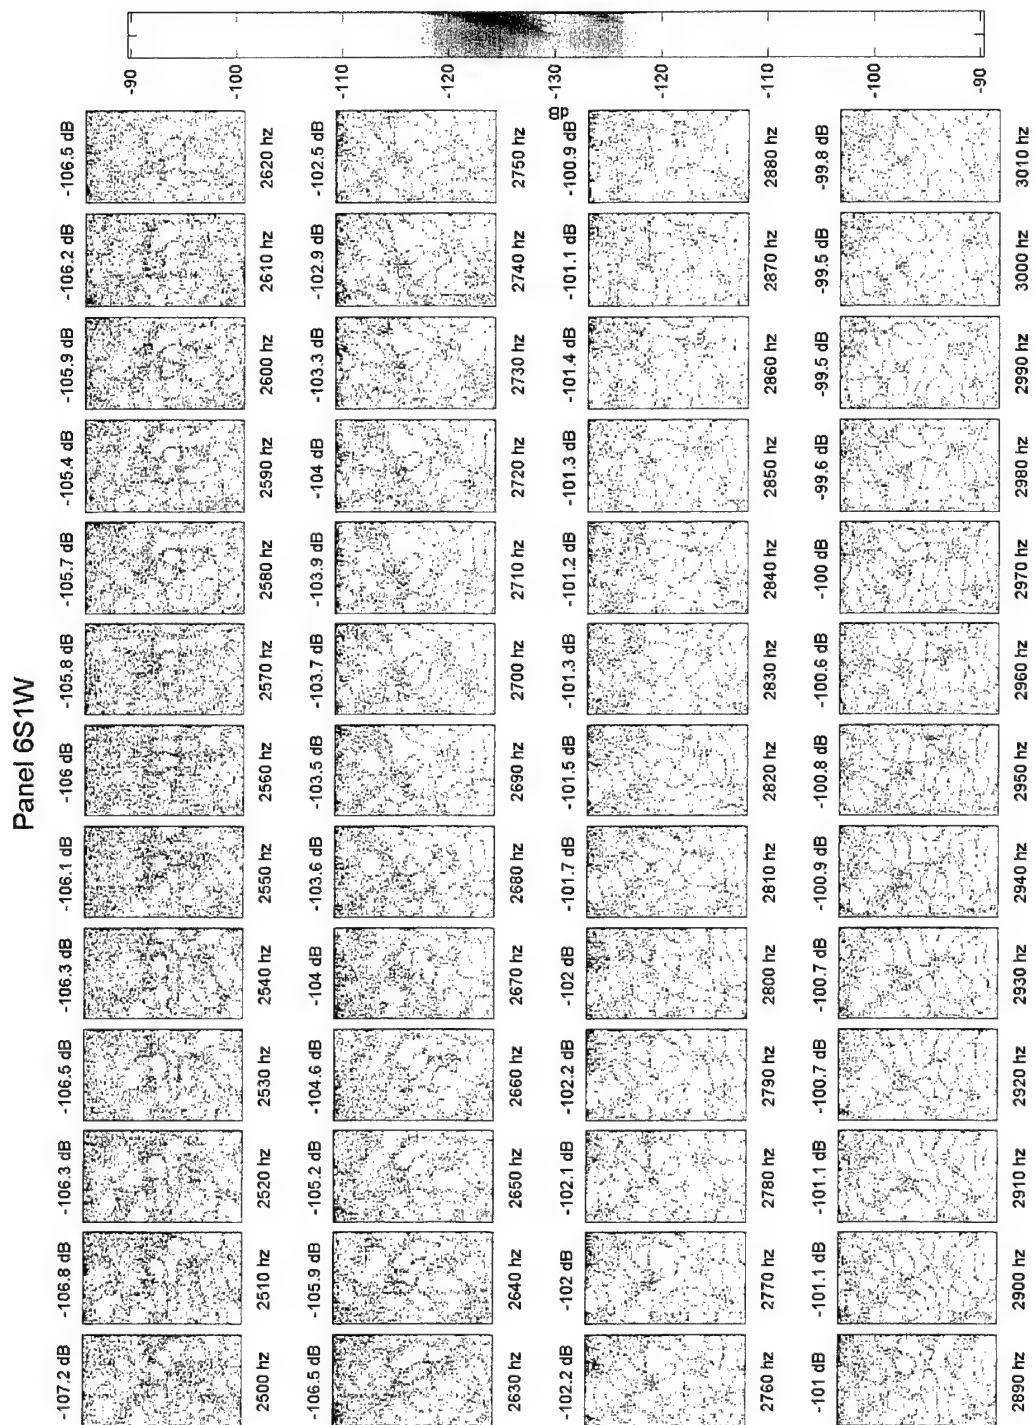 Panel 6S1W
-107.2 dB -106.8 dB -106.3 dB -106.5 dB -106.3 dB -106.1 dB -106 dB -105.8 dB -105.7 dB -105.4 dB -105.9 dB -106.2 dB -106.5 dB
2500 hz 2510 hz 2520 hz 2530 hz 2540 hz 2550 hz 2560 hz 2570 hz 2580 hz 2590 hz 2600 hz 2610 hz 2620 hz
-106.5 dB -105.9 dB -105.2 dB -104.6 dB -104 dB -103.6 dB -103.5 dB -103.7 dB -103.9 dB -104 dB -103.3 dB -102.9 dB -102.5 dB
2630 hz 2640 hz 2650 hz 2660 hz 2670 hz 2680 hz 2690 hz 2700 hz 2710 hz 2720 hz 2730 hz 2740 hz 2750 hz
-102.2 dB -102 dB -102.1 dB -102.2 dB -102 dB -101.7 dB -101.5 dB -101.3 dB -101.2 dB -101.3 dB -101.4 dB -101.1 dB -100.9 dB
2760 hz 2770 hz 2780 hz 2790 hz 2800 hz 2810 hz 2820 hz 2830 hz 2840 hz 2850 hz 2860 hz 2870 hz 2880 hz
-101 dB -101.1 dB -101.1 dB -100.7 dB -100.7 dB -100.9 dB -100.8 dB -100.6 dB -100 dB -99.6 dB -99.5 dB -99.5 dB -99.8 dB
2890 hz 2900 hz 2910 hz 2920 hz 2930 hz 2940 hz 2950 hz 2960 hz 2970 hz 2980 hz 2990 hz 3000 hz 3010 hz
-90
-100
-110
-120
-130
-120
-110
-100
-90
dB